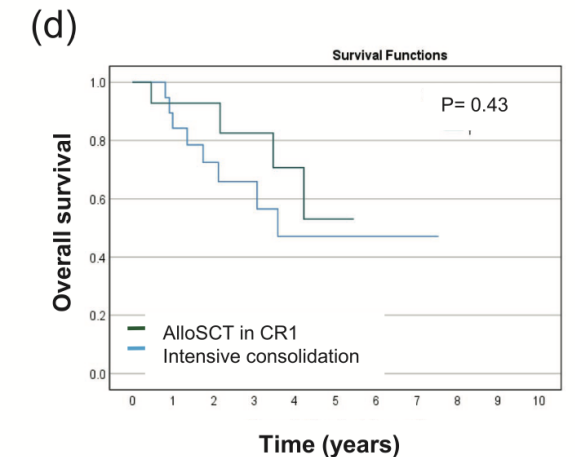 (d)
Survival Functions
P= 0.43
Overall survival
1.0
0.8
0.6
0.4
0.2
0.0
AlloSCT in CR1
Intensive consolidation
0 1 2 3 4 5 6 7 8 9 10
Time (years)